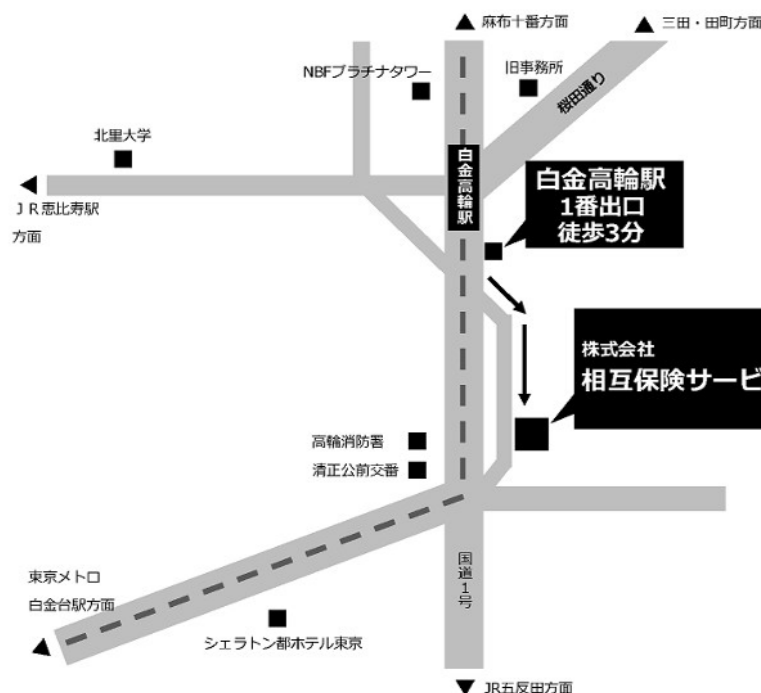 麻布十番方面
三田・田町方面
NBFプラチナタワー
旧事務所
桜田通り
北里大学
白金高輪駅
白金高輪駅
1番出口
徒歩3分
ＪＲ恵比寿駅
方面
株式会社
相互保険サービ
高輪消防署
清正公前交番
国道1号
東京メトロ
白金台駅方面
シェラトン都ホテル東京
JR五反田方面